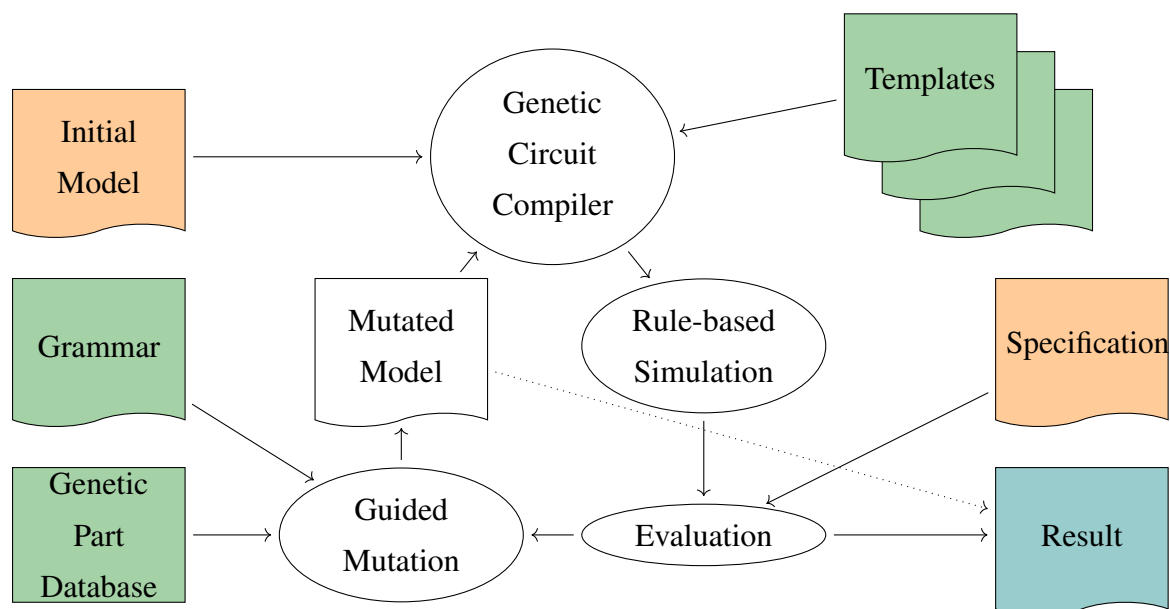 Templates
Initial
Model
Genetic
Circuit
Compiler
Grammar
Mutated
Model
Rule-based
Simulation
Specification
Genetic
Part
Database
Guided
Mutation
Evaluation
Result